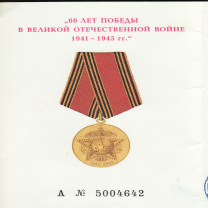 „60 ЛЕТ ПОБЕДЫ
В ВЕЛИКОЙ ОТЕЧЕСТВЕННОЙ ВОЙНЕ
1941 – 1945 гг.“
А № 5004642